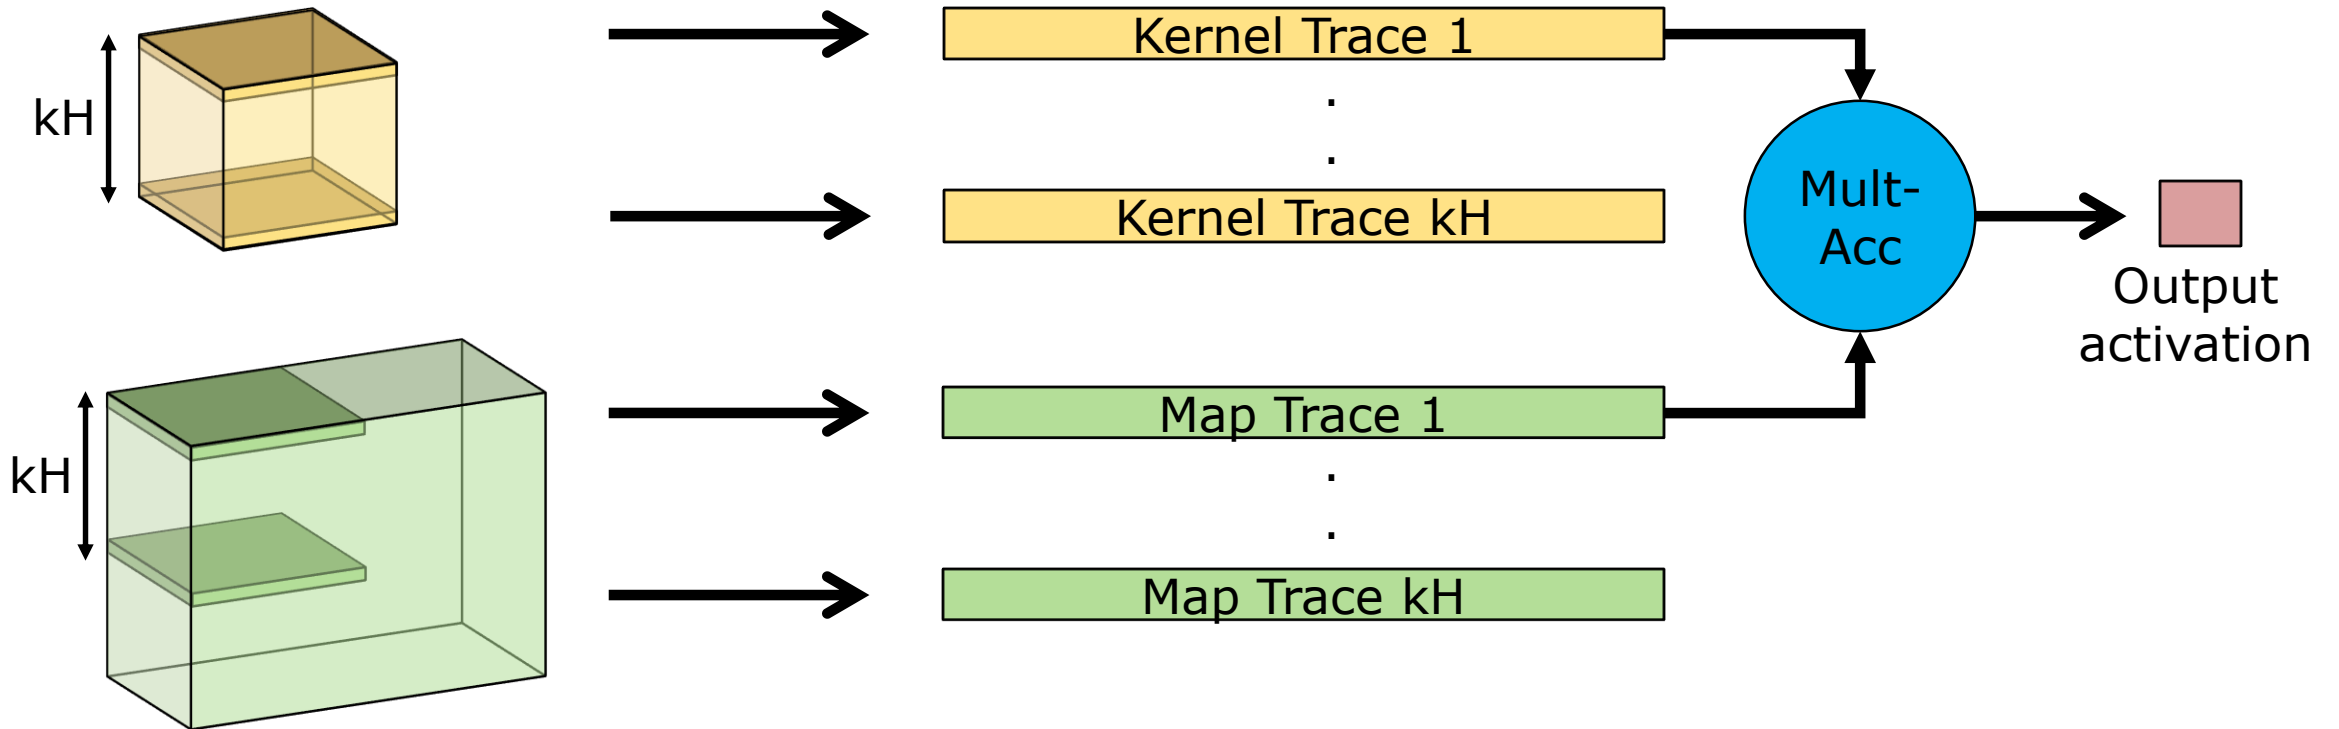 kH
Kernel Trace 1
.
.
Kernel Trace kH
kH
Map Trace 1
.
.
Map Trace kH
Mult-
Acc
Output
activation